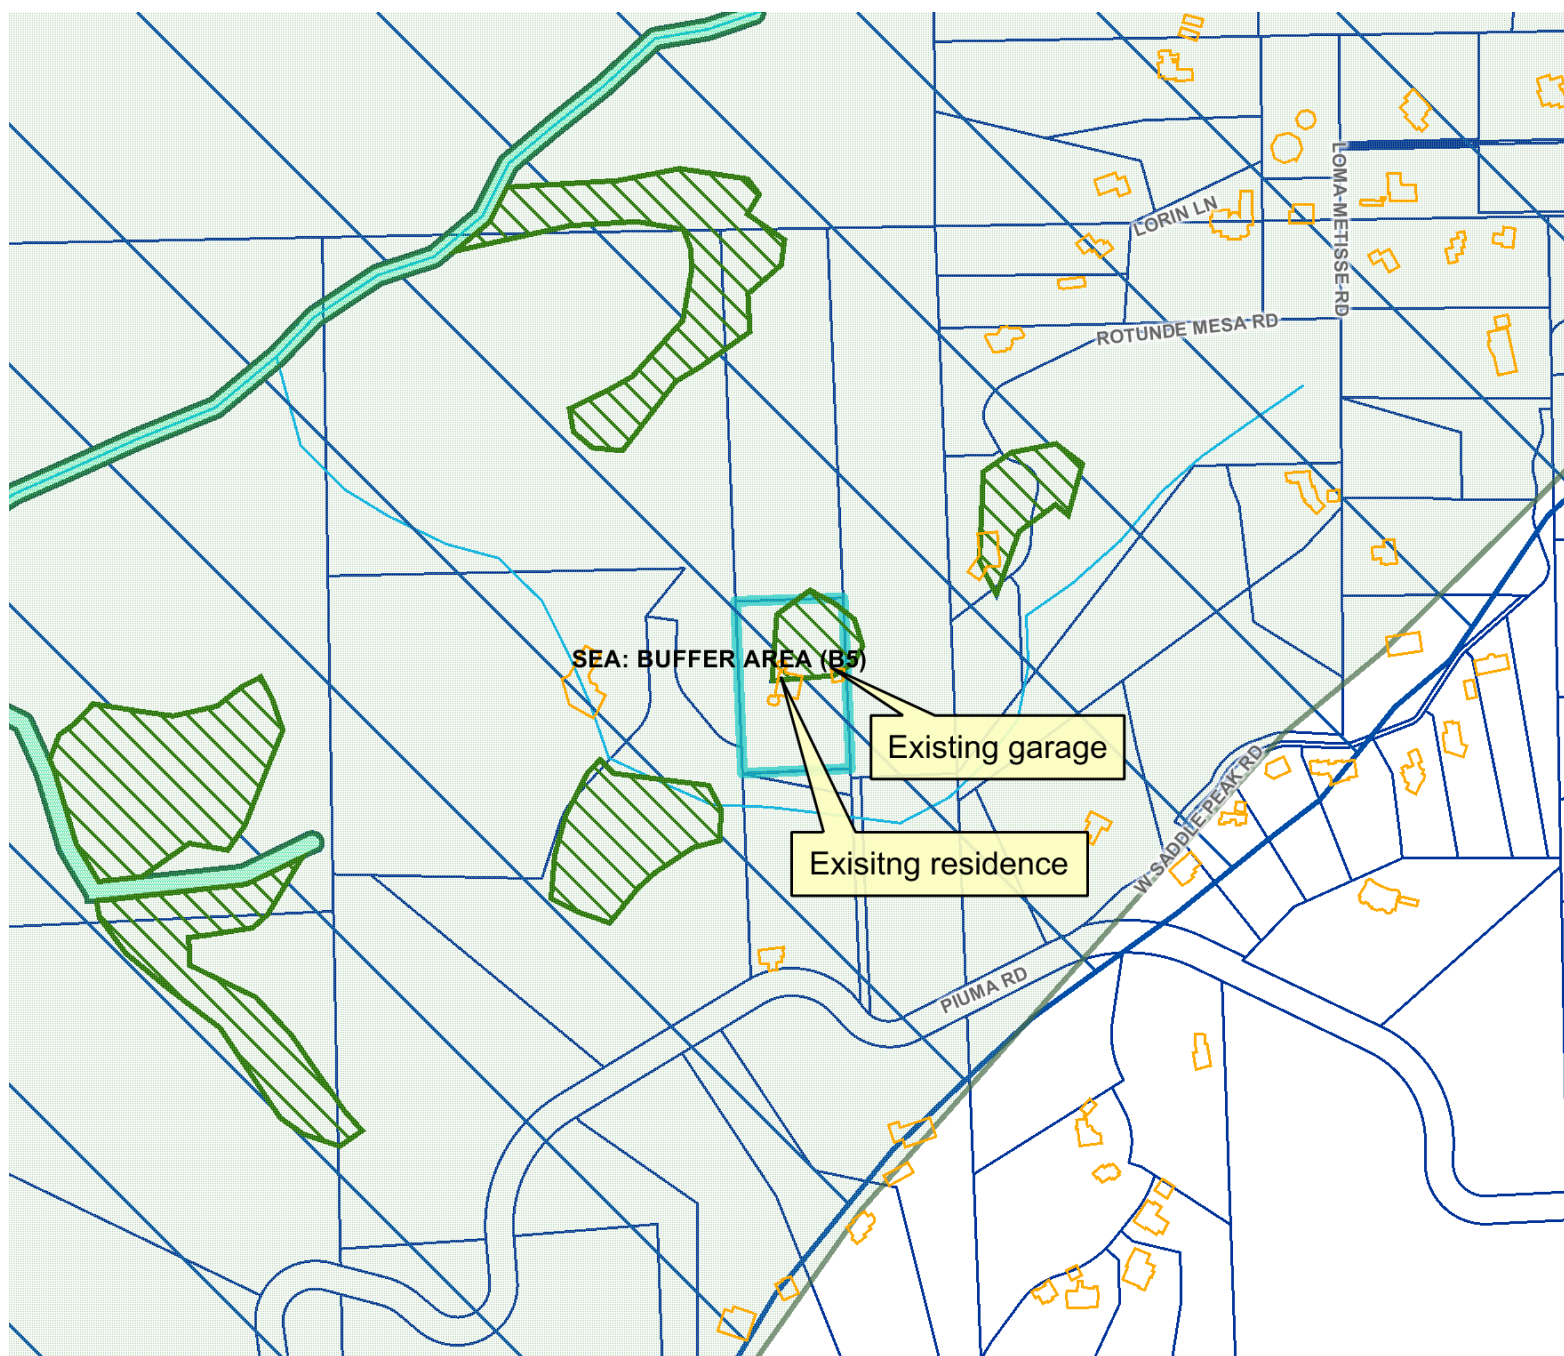 LORIN LN
LOMA-METISSE-RD
ROTUNDE MESA RD
SEA: BUFFER AREA (B5)
Existing garage
W SADDLE PEAK RD
Exisitng residence
PIUMA RD